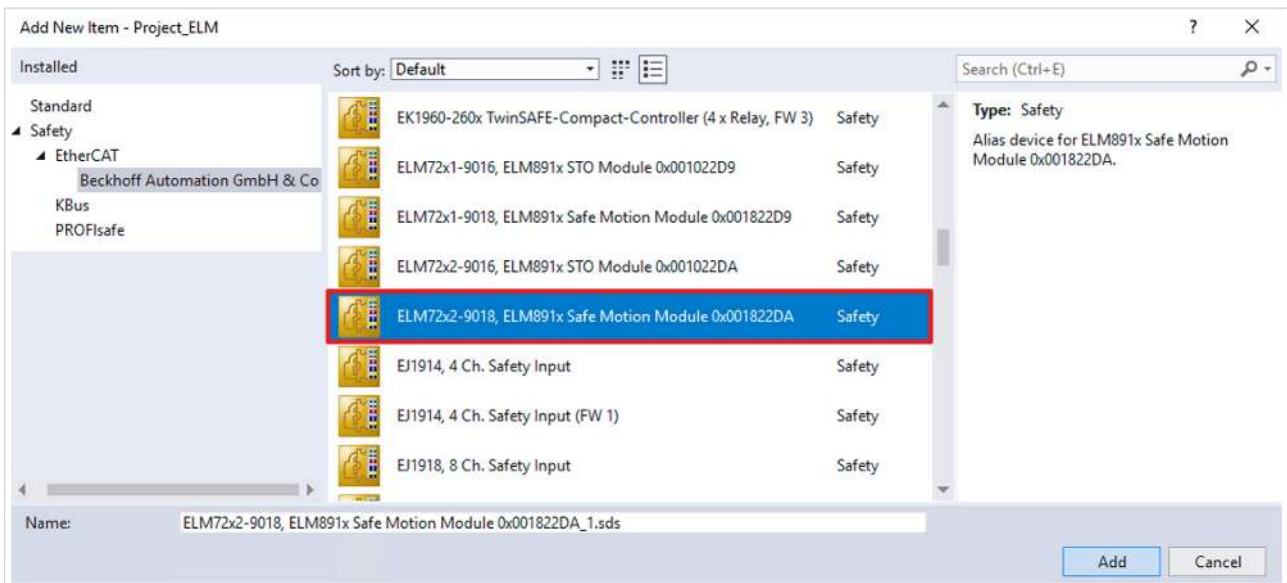 Add New Item - Project_ELM
?
Installed
Sort by: Default
Search (Ctrl+E)
Standard
Safety
EtherCAT
Beckhoff Automation GmbH & Co
KBus
PROFIsafe
EK1960-260x TwinSAFE-Compact-Controller (4 x Relay, FW 3) Safety
ELM72x1-9016, ELM891x STO Module 0x001022D9 Safety
ELM72x1-9018, ELM891x Safe Motion Module 0x001822D9 Safety
ELM72x2-9016, ELM891x STO Module 0x001022DA Safety
ELM72x2-9018, ELM891x Safe Motion Module 0x001822DA Safety
EJ1914, 4 Ch. Safety Input Safety
EJ1914, 4 Ch. Safety Input (FW 1) Safety
EJ1918, 8 Ch. Safety Input Safety
Type: Safety
Alias device for ELM891x Safe Motion
Module 0x001822DA.
Name: ELM72x2-9018, ELM891x Safe Motion Module 0x001822DA_1.sds
Add Cancel